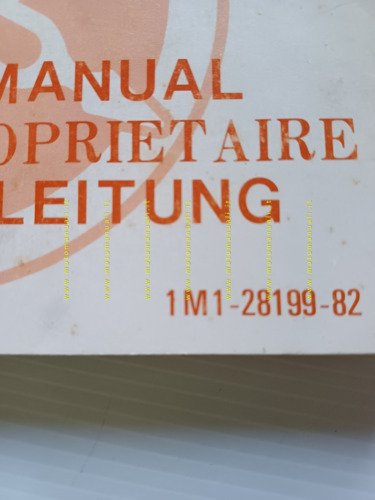 MANUAL
OPRIETAIRE
LEITUNG
1M1-28199-82